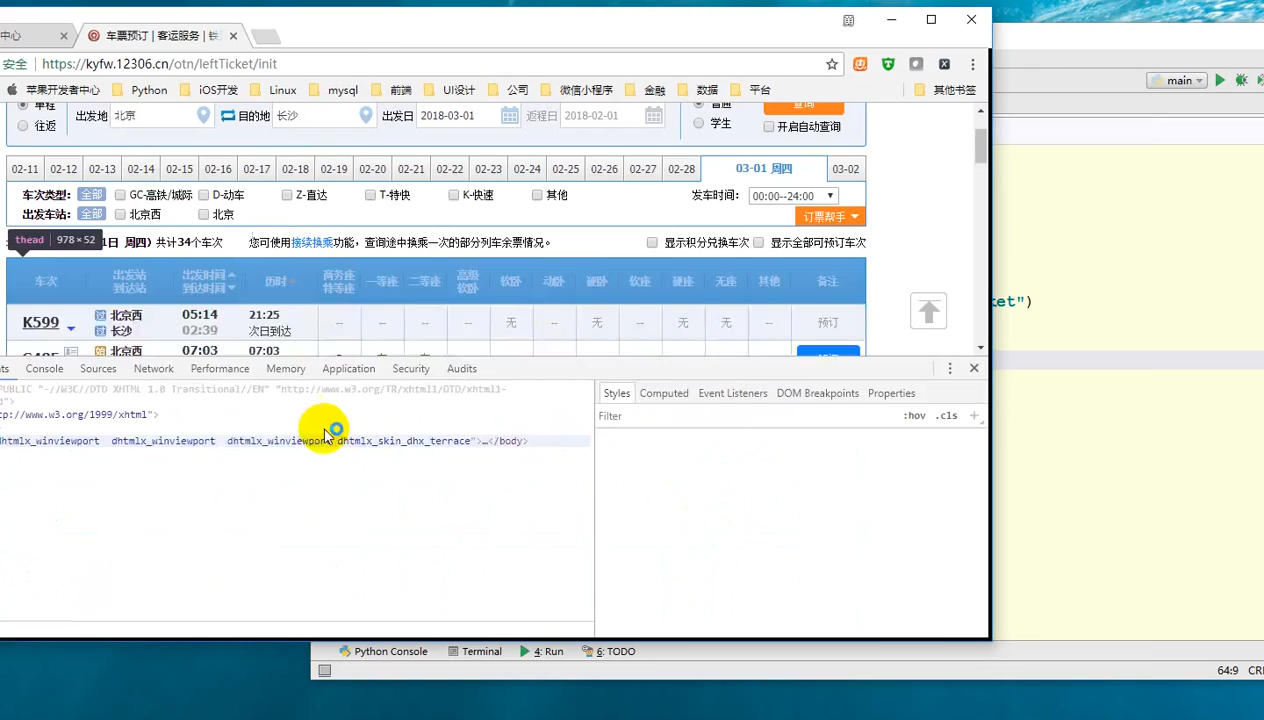 中心 车票预订 | 客运服务 | 铁
安全 https://kyfw.12306.cn/otn/leftTicket/init
苹果开发者中心 Python iOS开发 Linux mysql 前端 UI设计 公司 微信小程序 金融 数据 平台 其他书签
main
单程 普通 查询
往返 出发地 北京 目的地 长沙 出发日 2018-03-01 返程日 2018-02-01 学生 开启自动查询
02-11 02-12 02-13 02-14 02-15 02-16 02-17 02-18 02-19 02-20 02-21 02-22 02-23 02-24 02-25 02-26 02-27 02-28 03-01 周四 03-02
车次类型: 全部 GC-高铁/城际 D-动车 Z-直达 T-特快 K-快速 其他 发车时间: 00:00--24:00
出发车站: 全部 北京西 北京 订票帮手
thead 978×52
1日 周四) 共计34个车次 您可使用接续换乘功能，查询途中换乘一次的部分列车余票情况。 显示积分兑换车次 显示全部可预订车次
车次 出发站 到达站 出发时间 到达时间 历时 商务座 特等座 一等座 二等座 高级 软卧 软卧 动卧 硬卧 软座 硬座 无座 其他 备注
K599 过 北京西 05:14 21:25 -- -- -- -- 无 -- 无 -- 无 无 -- 预订
过 长沙 02:39 次日到达
北京西 07:03 07:03
ket")
Console Sources Network Performance Memory Application Security Audits
PUBLIC "-//W3C//DTD XHTML 1.0 Transitional//EN" "http://www.w3.org/TR/xhtml1/DTD/xhtml1-
d">
tp://www.w3.org/1999/xhtml">
dhtmlx_winviewport dhtmlx_winviewport dhtmlx_winviewport dhtmlx_skin_dhx_terrace">…</body>
Styles Computed Event Listeners DOM Breakpoints Properties
Filter :hov .cls
Python Console Terminal 4: Run 6: TODO
64:9